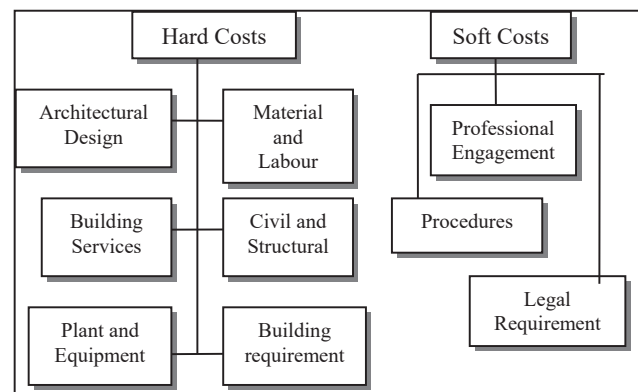 Hard Costs
Soft Costs
Architectural
Design
Material
and
Labour
Professional
Engagement
Building
Services
Civil and
Structural
Procedures
Plant and
Equipment
Building
requirement
Legal
Requirement